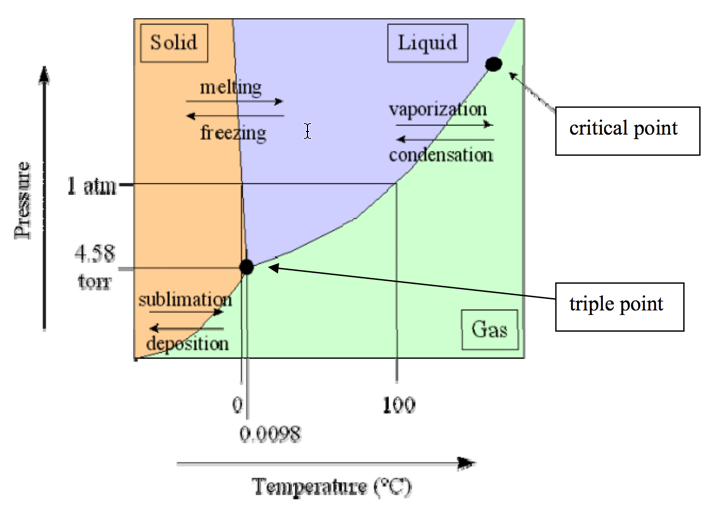 Solid
Liquid
melting
freezing
vaporization
condensation
critical point
Pressure
1 atm
4.58
torr
sublimation
deposition
triple point
Gas
0
100
0.0098
Temperature (°C)